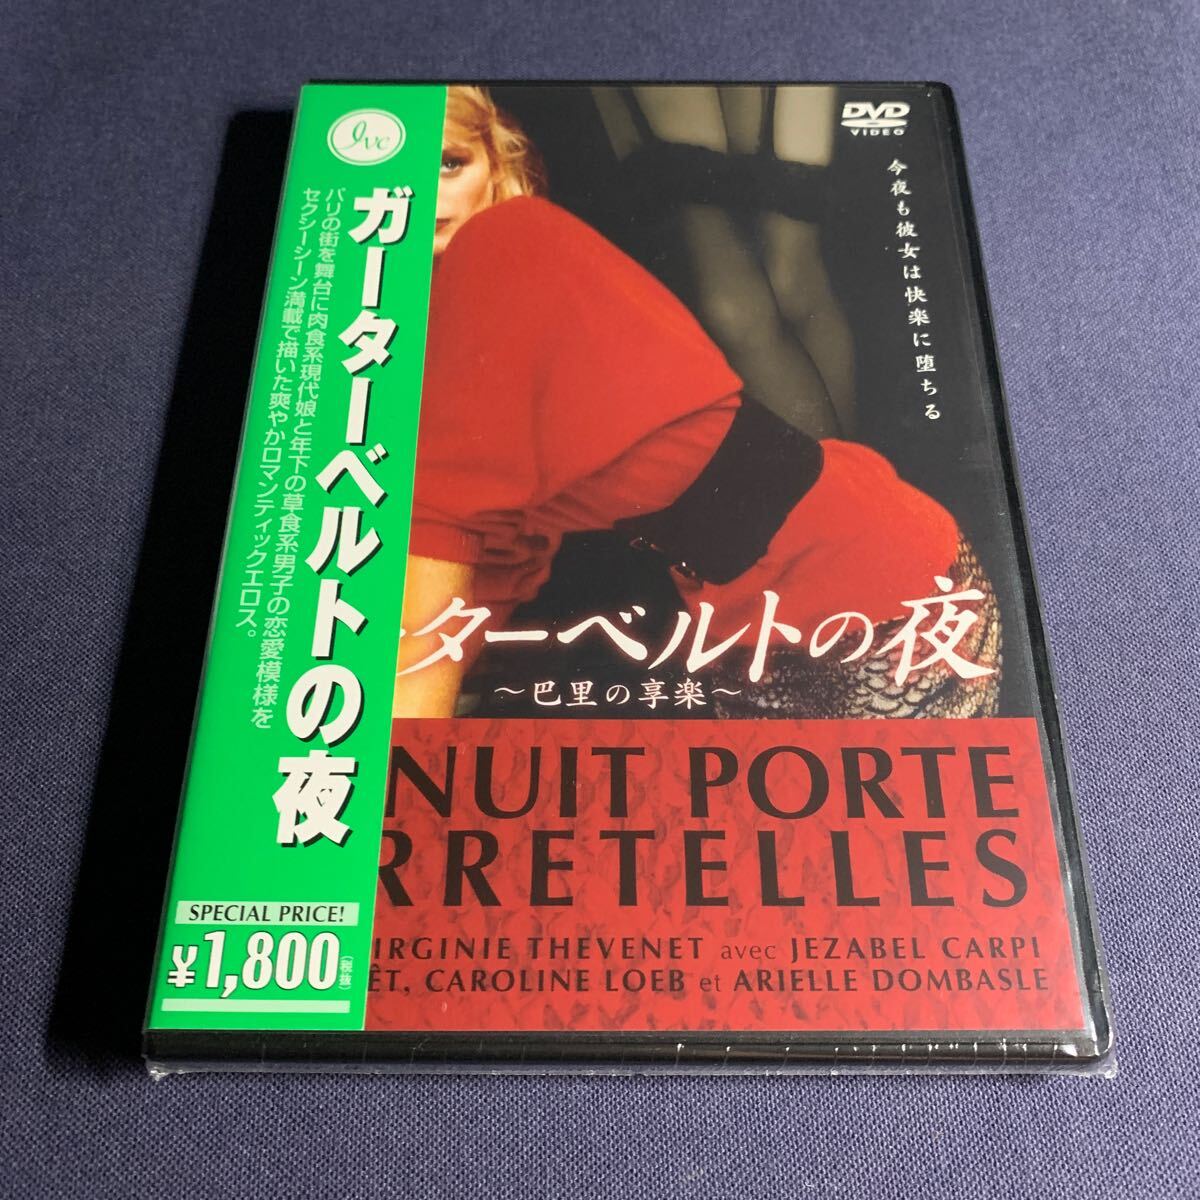 Ivc
ガーターベルトの夜
パリの街を舞台に肉食系現代娘と年下の草食系男子の恋愛模様を
セクシーシーン満載で描いた爽やかロマンティックエロス。
SPECIAL PRICE!
¥1,800(税抜)
DVD
VIDEO
今夜も彼女は快楽に堕ちる
ターベルトの夜
〜巴里の享楽〜
NUIT PORTE
RRETELLES
IRGINIE THEVENET avec JEZABEL CARPI
ÊT, CAROLINE LOEB et ARIELLE DOMBASLE